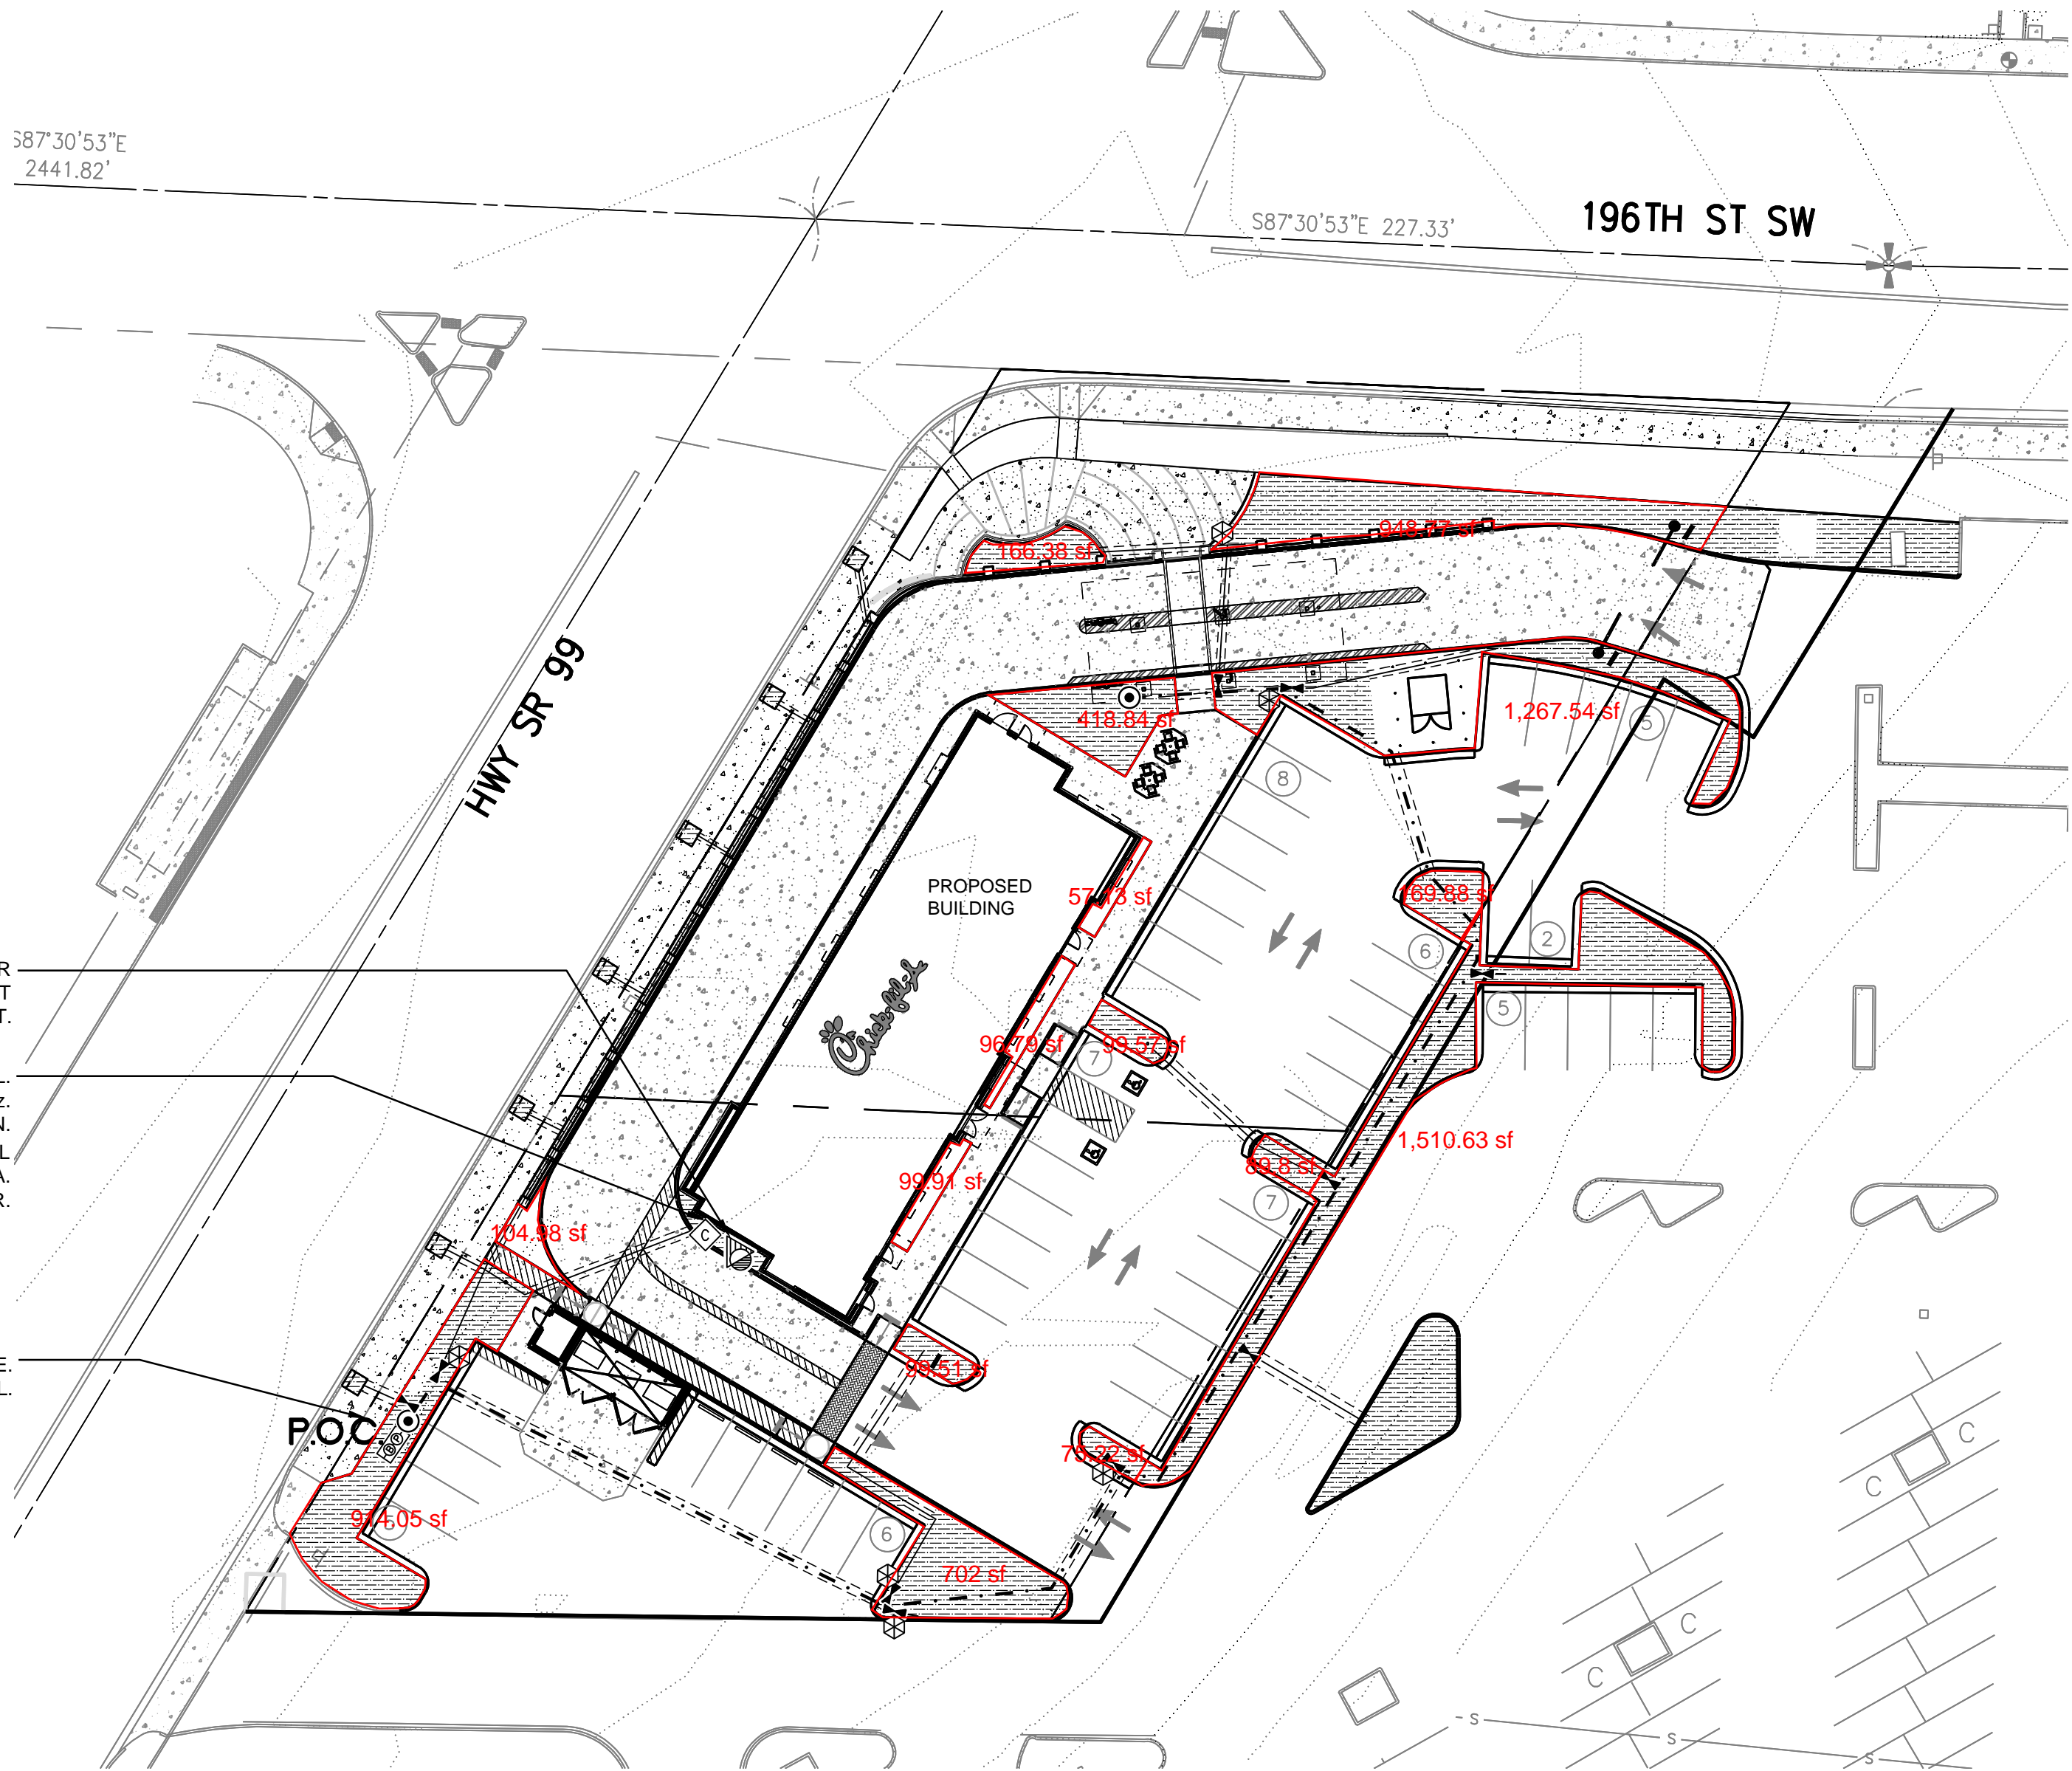 S87°30'53"E
2441.82'
S87°30'53"E 227.33'
196TH ST SW
HWY SR 99
948.77 sf
166.38 sf
418.84 sf
1,267.54 sf
5
8
PROPOSED
BUILDING
57.13 sf
169.88 sf
6
2
5
Chick-fil-A
R
T
T.
96.79 sf
99.57 sf
7
L.
Z.
N.
L
A.
R.
1,510.63 sf
89.8 sf
7
99.91 sf
104.98 sf
C
E.
L.
99.51 sf
P.O.C.
75.22 sf
914.05 sf
6
702 sf
C
C
C
C
S
S
S